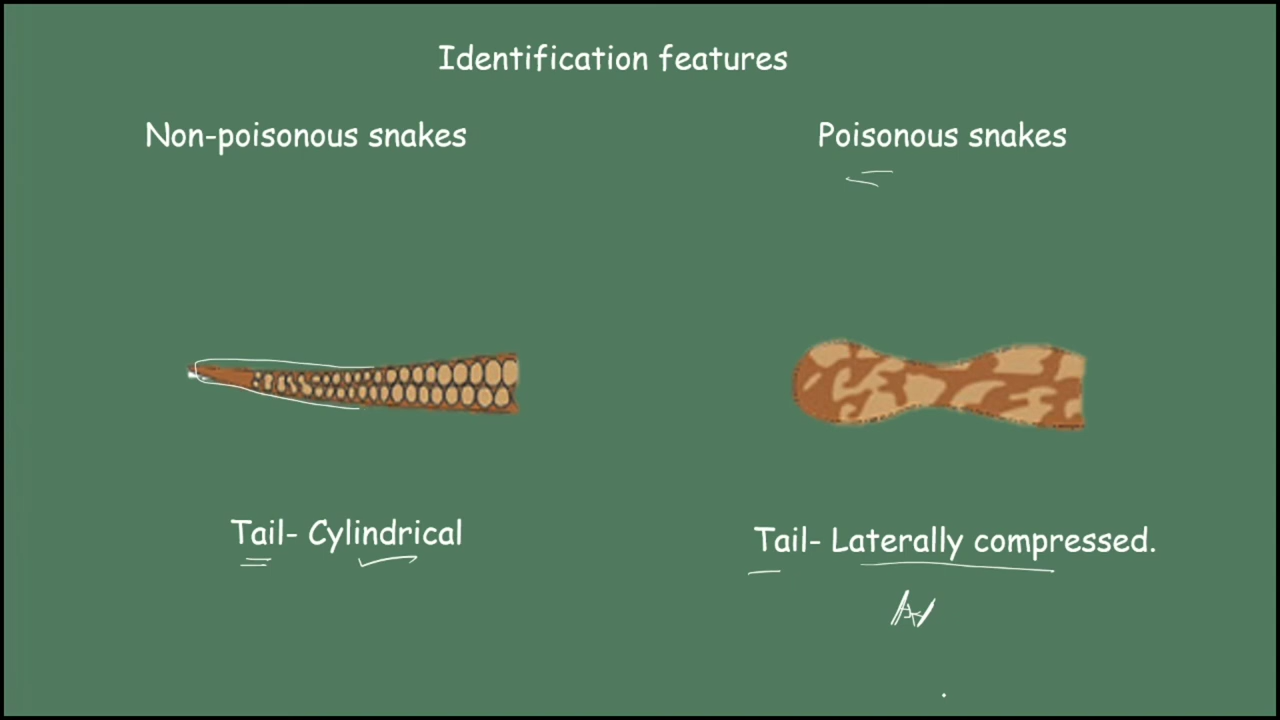 Identification features
Non-poisonous snakes
Poisonous snakes
Tail- Cylindrical
Tail- Laterally compressed.